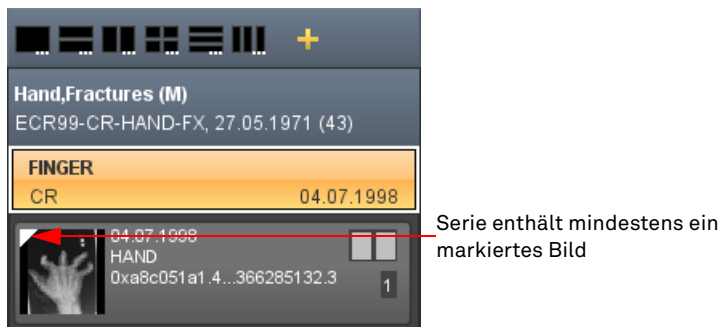 Hand,Fractures (M)
ECR99-CR-HAND-FX, 27.05.1971 (43)
FINGER
CR 04.07.1998
04.07.1998
HAND
0xa8c051a1.4...366285132.3
1
Serie enthält mindestens ein
markiertes Bild